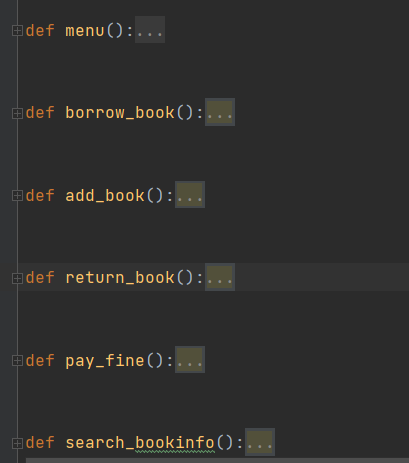 def menu():...
def borrow_book():...
def add_book():...
def return_book():...
def pay_fine():...
def search_bookinfo():...